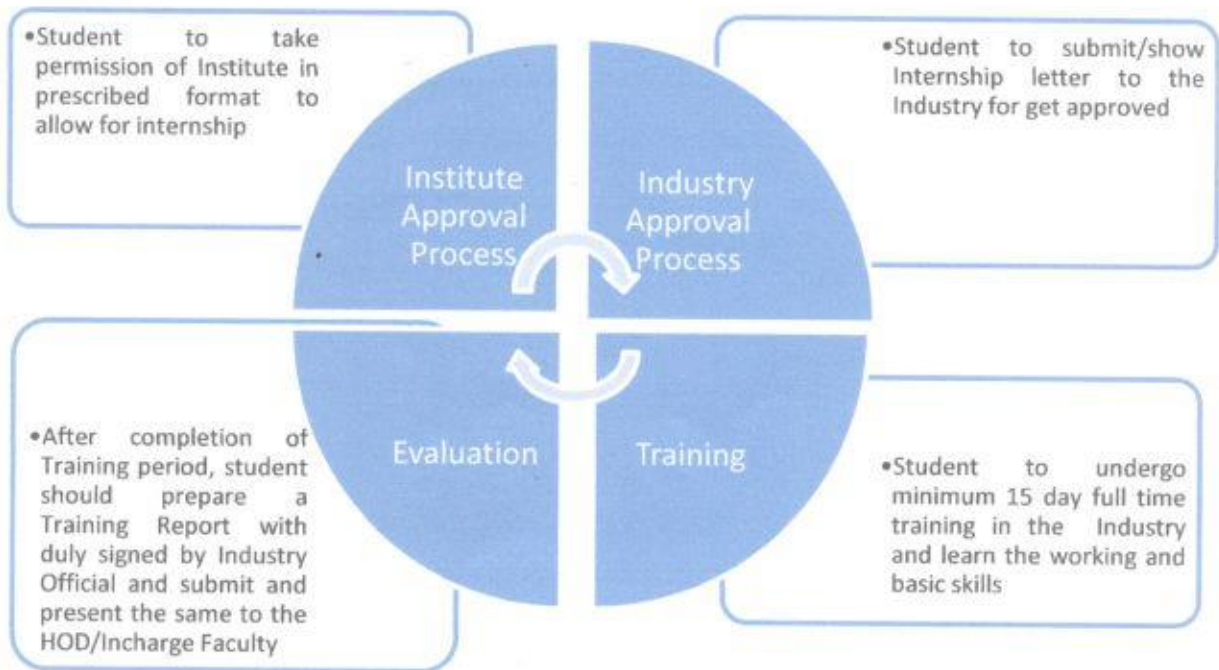 •Student to take
permission of Institute in
prescribed format to
allow for internship
Institute
Approval
Process
Industry
Approval
Process
•Student to submit/show
Internship letter to the
Industry for get approved
•After completion of
Training period, student
should prepare a
Training Report with
duly signed by Industry
Official and submit and
present the same to the
HOD/Incharge Faculty
Evaluation
Training
•Student to undergo
minimum 15 day full time
training in the Industry
and learn the working and
basic skills